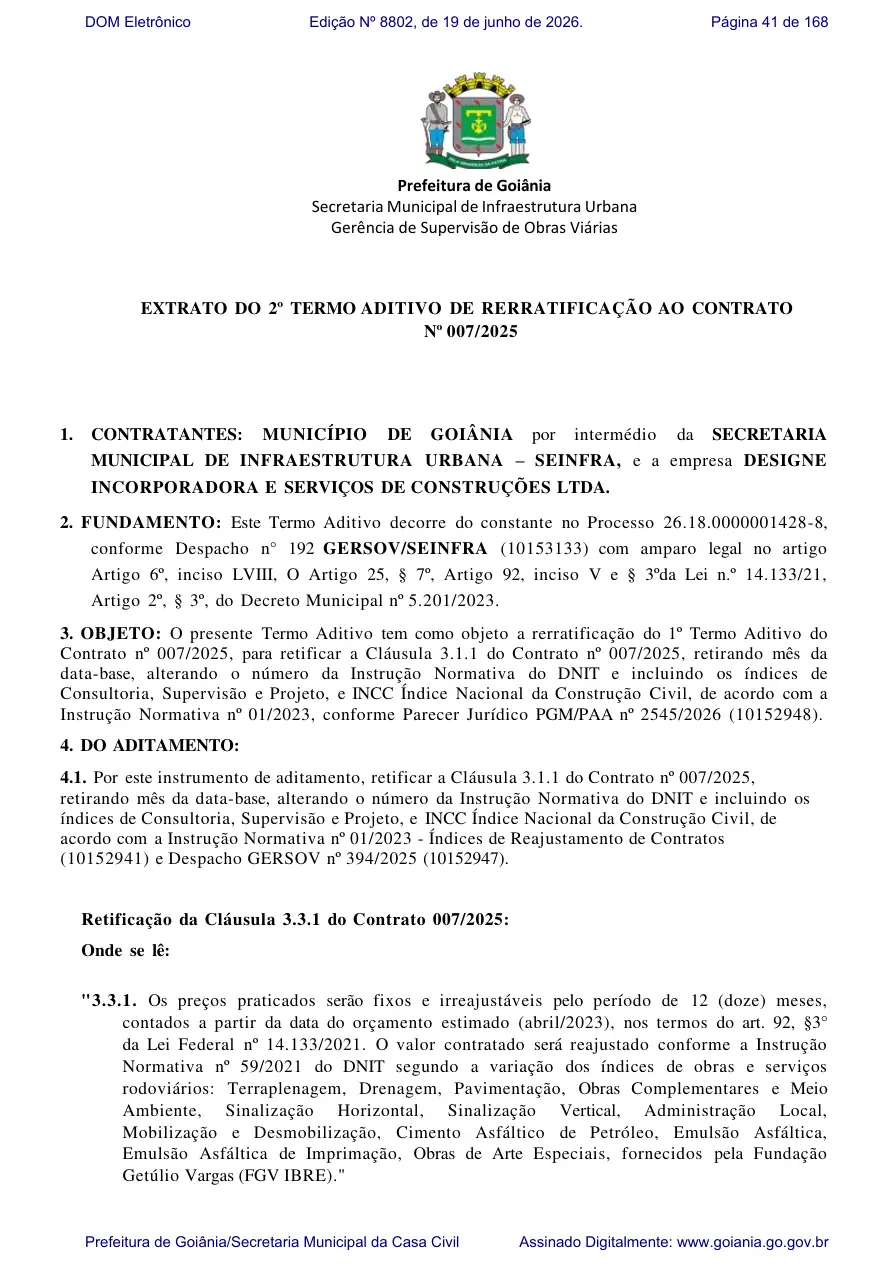 DOM Eletrônico Edição Nº 8802, de 19 de junho de 2026. Página 41 de 168
Prefeitura de Goiânia
Secretaria Municipal de Infraestrutura Urbana
Gerência de Supervisão de Obras Viárias
EXTRATO DO 2º TERMO ADITIVO DE RERRATIFICAÇÃO AO CONTRATO
Nº 007/2025
1. CONTRATANTES: MUNICÍPIO DE GOIÂNIA por intermédio da SECRETARIA
MUNICIPAL DE INFRAESTRUTURA URBANA – SEINFRA, e a empresa DESIGNE
INCORPORADORA E SERVIÇOS DE CONSTRUÇÕES LTDA.
2. FUNDAMENTO: Este Termo Aditivo decorre do constante no Processo 26.18.0000001428-8,
conforme Despacho n° 192 GERSOV/SEINFRA (10153133) com amparo legal no artigo
Artigo 6º, inciso LVIII, O Artigo 25, § 7º, Artigo 92, inciso V e § 3ºda Lei n.º 14.133/21,
Artigo 2º, § 3º, do Decreto Municipal nº 5.201/2023.
3. OBJETO: O presente Termo Aditivo tem como objeto a rerratificação do 1º Termo Aditivo do
Contrato nº 007/2025, para retificar a Cláusula 3.1.1 do Contrato nº 007/2025, retirando mês da
data-base, alterando o número da Instrução Normativa do DNIT e incluindo os índices de
Consultoria, Supervisão e Projeto, e INCC Índice Nacional da Construção Civil, de acordo com a
Instrução Normativa nº 01/2023, conforme Parecer Jurídico PGM/PAA nº 2545/2026 (10152948).
4. DO ADITAMENTO:
4.1. Por este instrumento de aditamento, retificar a Cláusula 3.1.1 do Contrato nº 007/2025,
retirando mês da data-base, alterando o número da Instrução Normativa do DNIT e incluindo os
índices de Consultoria, Supervisão e Projeto, e INCC Índice Nacional da Construção Civil, de
acordo com a Instrução Normativa nº 01/2023 - Índices de Reajustamento de Contratos
(10152941) e Despacho GERSOV nº 394/2025 (10152947).
Retificação da Cláusula 3.3.1 do Contrato 007/2025:
Onde se lê:
"3.3.1. Os preços praticados serão fixos e irreajustáveis pelo período de 12 (doze) meses,
contados a partir da data do orçamento estimado (abril/2023), nos termos do art. 92, §3°
da Lei Federal nº 14.133/2021. O valor contratado será reajustado conforme a Instrução
Normativa nº 59/2021 do DNIT segundo a variação dos índices de obras e serviços
rodoviários: Terraplenagem, Drenagem, Pavimentação, Obras Complementares e Meio
Ambiente, Sinalização Horizontal, Sinalização Vertical, Administração Local,
Mobilização e Desmobilização, Cimento Asfáltico de Petróleo, Emulsão Asfáltica,
Emulsão Asfáltica de Imprimação, Obras de Arte Especiais, fornecidos pela Fundação
Getúlio Vargas (FGV IBRE)."
Prefeitura de Goiânia/Secretaria Municipal da Casa Civil Assinado Digitalmente: www.goiania.go.gov.br